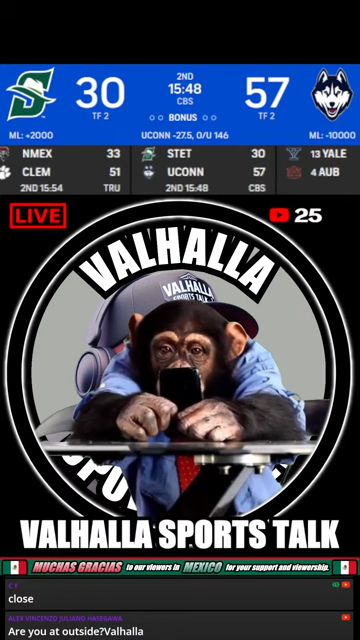 2ND
30 15:48 57
CBS
TF 2 BONUS TF 2
ML: +2000 UCONN -27.5, O/U 146 ML: -10000
NMEX 33 STET 30 13 YALE
CLEM 51 UCONN 57 4 AUB
2ND 15:54 TRU 2ND 15:48 CBS
LIVE 25
VALHALLA
VALHALLA
SPORTS TALK
VALHALLA SPORTS TALK
MUCHAS GRACIAS to our viewers in MEXICO for your support and viewership.
C Y
close
ALEX VINCENZO JULIANO HASEGAWA
Are you at outside?Valhalla